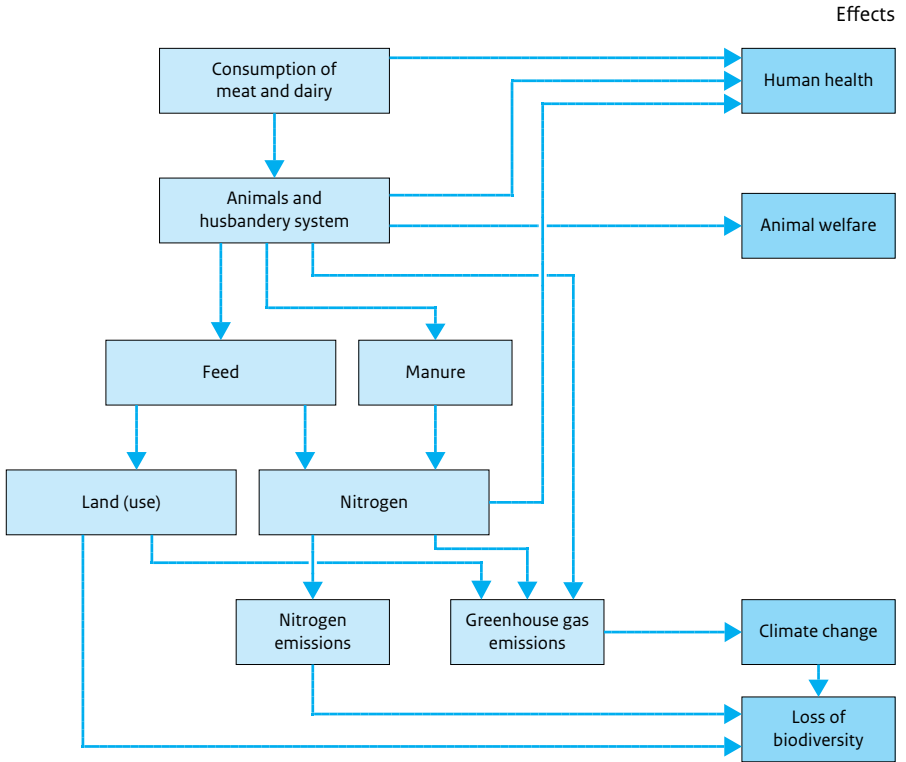 Effects
Consumption of
meat and dairy
Human health
Animals and
husbandery system
Animal welfare
Feed
Manure
Land (use)
Nitrogen
Nitrogen
emissions
Greenhouse gas
emissions
Climate change
Loss of
biodiversity